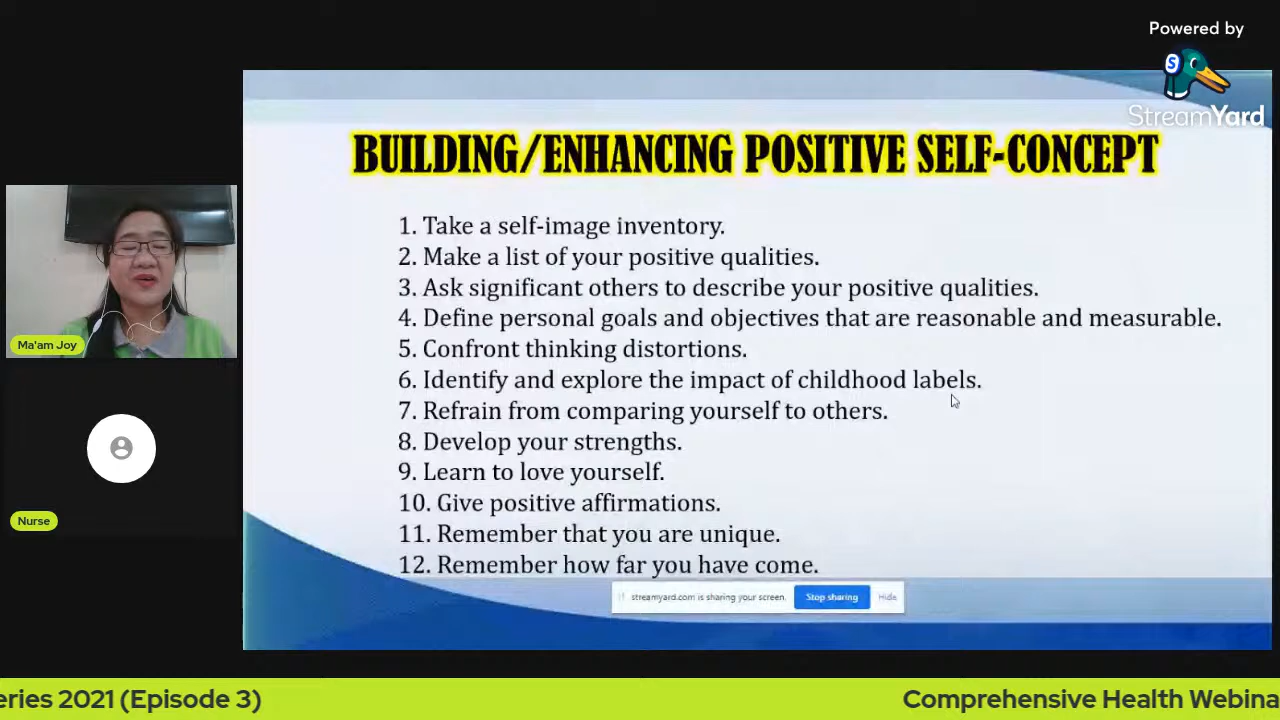 Powered by
StreamYard
BUILDING/ENHANCING POSITIVE SELF-CONCEPT
1. Take a self-image inventory.
2. Make a list of your positive qualities.
3. Ask significant others to describe your positive qualities.
4. Define personal goals and objectives that are reasonable and measurable.
5. Confront thinking distortions.
6. Identify and explore the impact of childhood labels.
7. Refrain from comparing yourself to others.
8. Develop your strengths.
9. Learn to love yourself.
10. Give positive affirmations.
11. Remember that you are unique.
12. Remember how far you have come.
streamyard.com is sharing your screen. Stop sharing Hide
Ma'am Joy
Nurse
eries 2021 (Episode 3) Comprehensive Health Webina